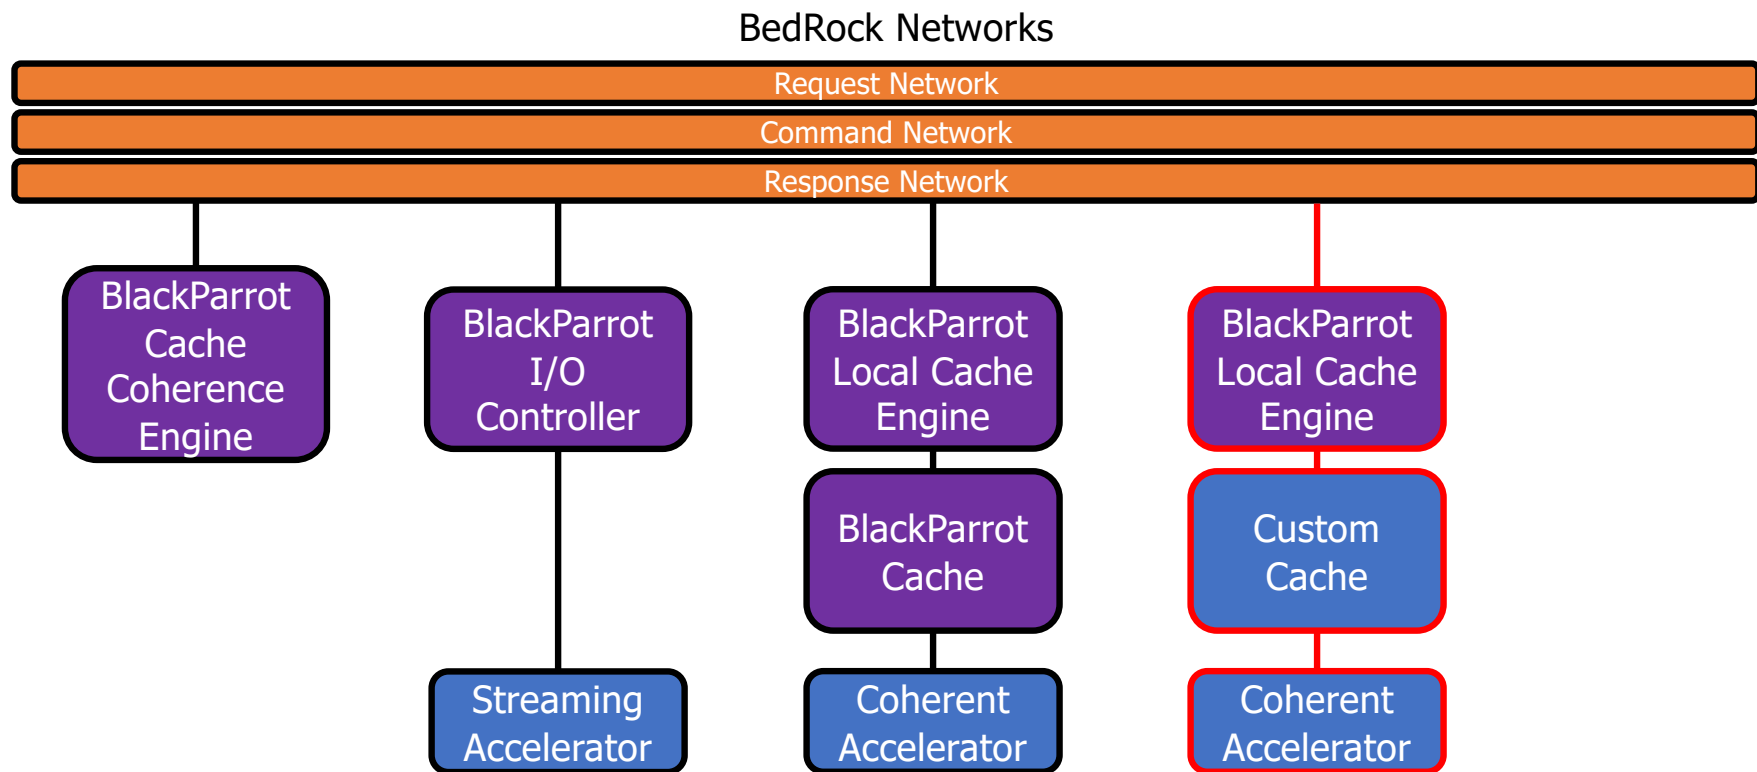 BedRock Networks
Request Network
Command Network
Response Network
BlackParrot
Cache
Coherence
Engine
BlackParrot
I/O
Controller
BlackParrot
Local Cache
Engine
BlackParrot
Local Cache
Engine
BlackParrot
Cache
Custom
Cache
Streaming
Accelerator
Coherent
Accelerator
Coherent
Accelerator